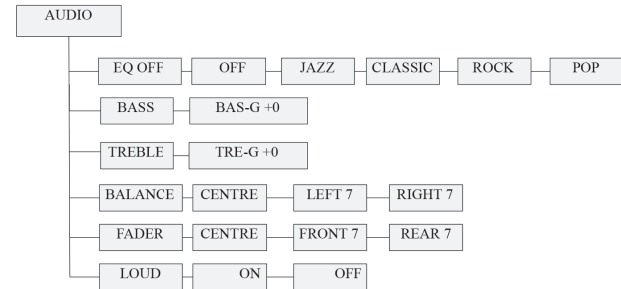 AUDIO
EQ OFF OFF JAZZ CLASSIC ROCK POP
BASS BAS-G +0
TREBLE TRE-G +0
BALANCE CENTRE LEFT 7 RIGHT 7
FADER CENTRE FRONT 7 REAR 7
LOUD ON OFF